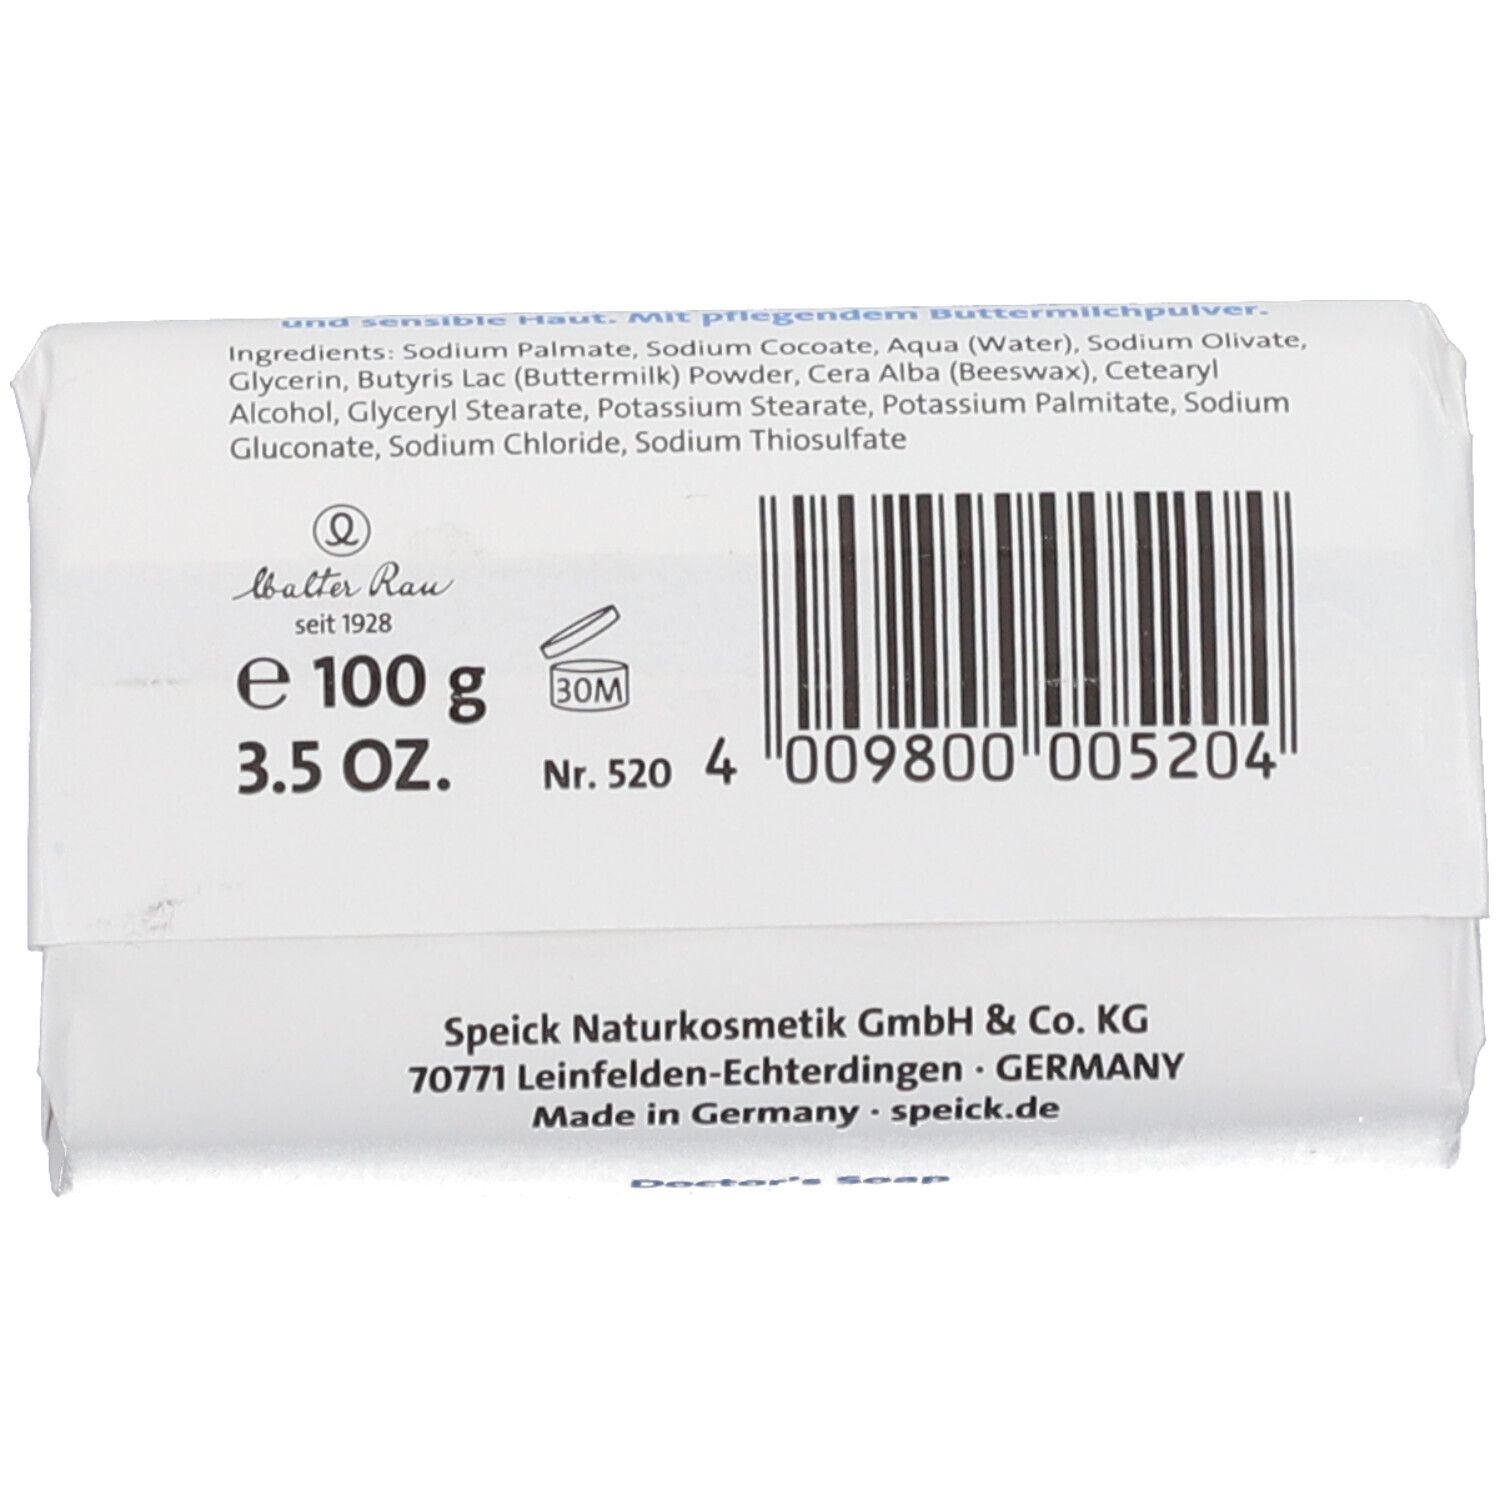 und sensible Haut. Mit pflegendem Buttermilchpulver.
Ingredients: Sodium Palmate, Sodium Cocoate, Aqua (Water), Sodium Olivate,
Glycerin, Butyris Lac (Buttermilk) Powder, Cera Alba (Beeswax), Cetearyl
Alcohol, Glyceryl Stearate, Potassium Stearate, Potassium Palmitate, Sodium
Gluconate, Sodium Chloride, Sodium Thiosulfate
Walter Rau
seit 1928
℮ 100 g
3.5 OZ.
30M
Nr. 520
4 009800 005204
Speick Naturkosmetik GmbH & Co. KG
70771 Leinfelden-Echterdingen · GERMANY
Made in Germany · speick.de
Doctor's Soap